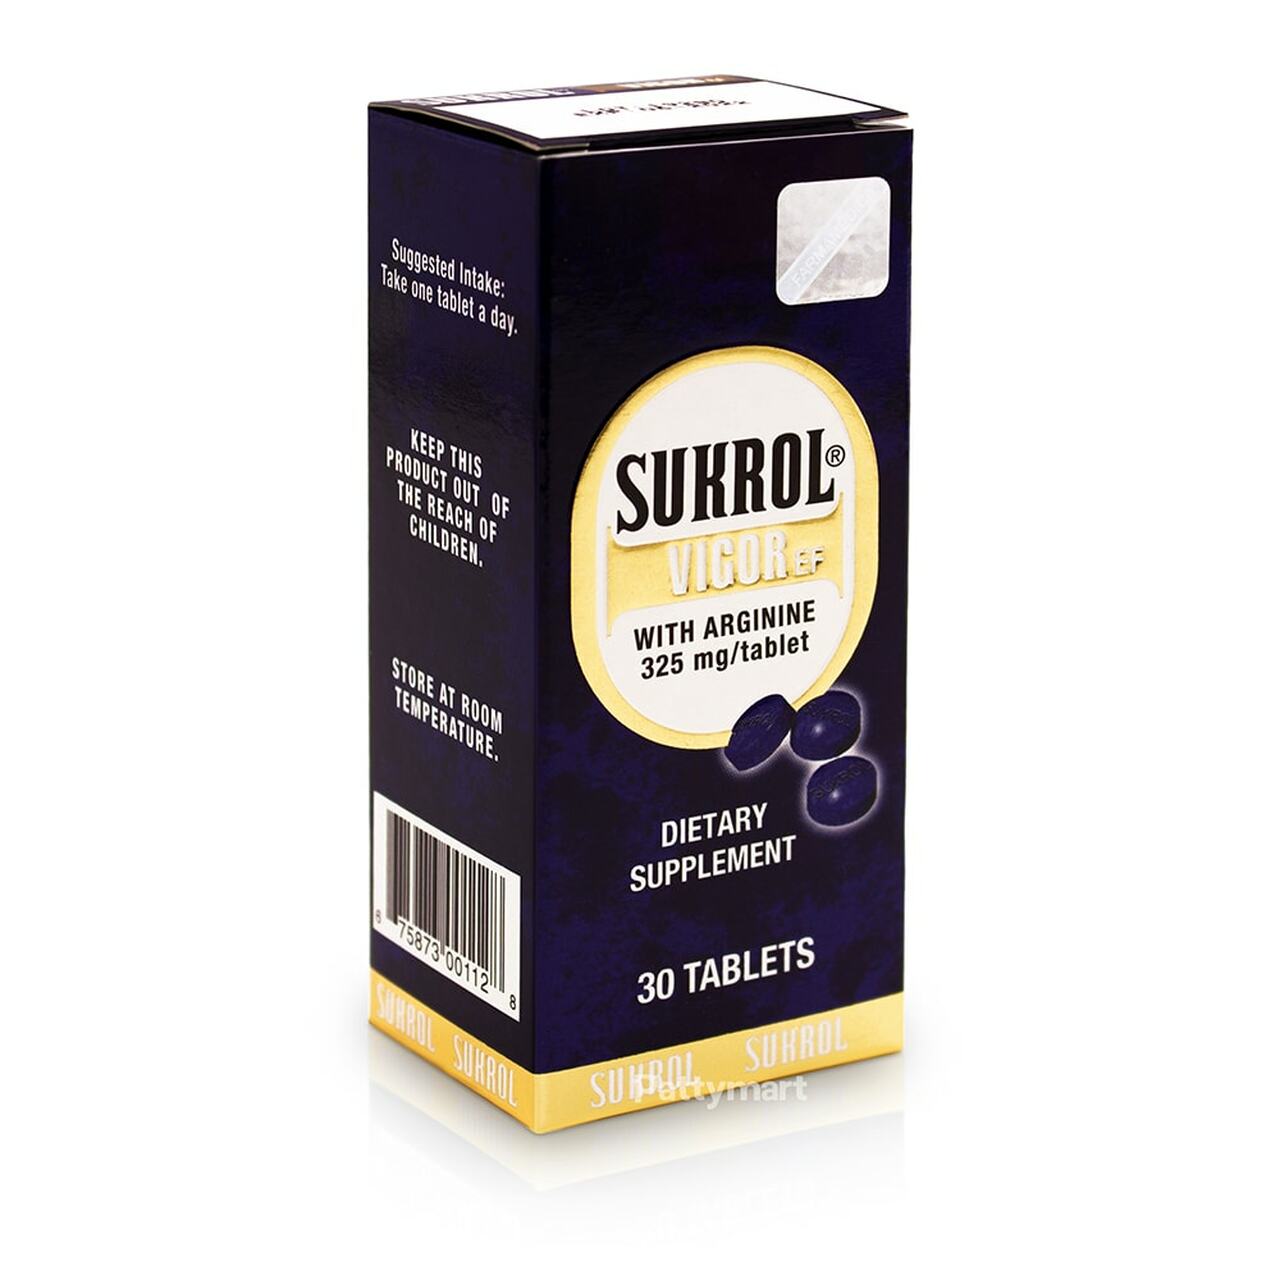 SUKROL
Suggested Intake:
Take one tablet a day.
KEEP THIS
PRODUCT OUT OF
THE REACH OF
CHILDREN.
STORE AT ROOM
TEMPERATURE.
6 75873 00112 8
SUKROL SUKROL
SUKROL®
VIGOR EF
WITH ARGININE
325 mg/tablet
SUKROL
DIETARY
SUPPLEMENT
30 TABLETS
SUKROL SUKROL
Pattymart